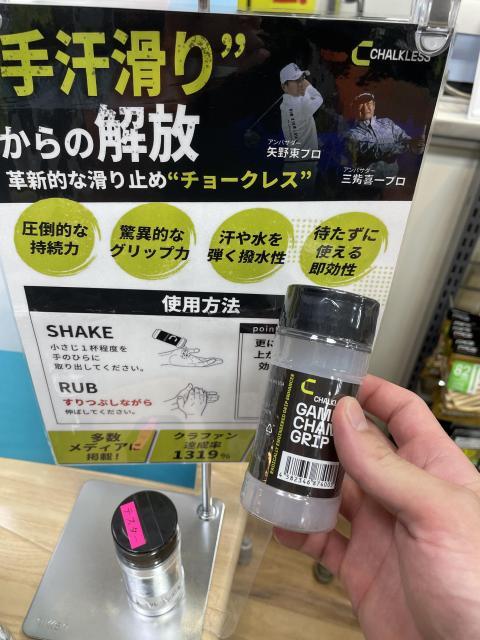 手汗滑り”
からの解放
革新的な滑り止め“チョークレス”
CHALKLESS
アンバサダー
矢野東プロ
アンバサダー
三觜喜一プロ
圧倒的な
持続力
驚異的な
グリップ力
汗や水を
弾く撥水性
待たずに
使える
即効性
使用方法
SHAKE
小さじ1杯程度を
手のひらに
取り出してください。
RUB
すりつぶしながら
伸ばしてください。
point
更に
上が
効
多数
メディアに
掲載!
クラファン
達成率
1319%
CHALKL
GAM
CHAN
GRIP
テスター
82